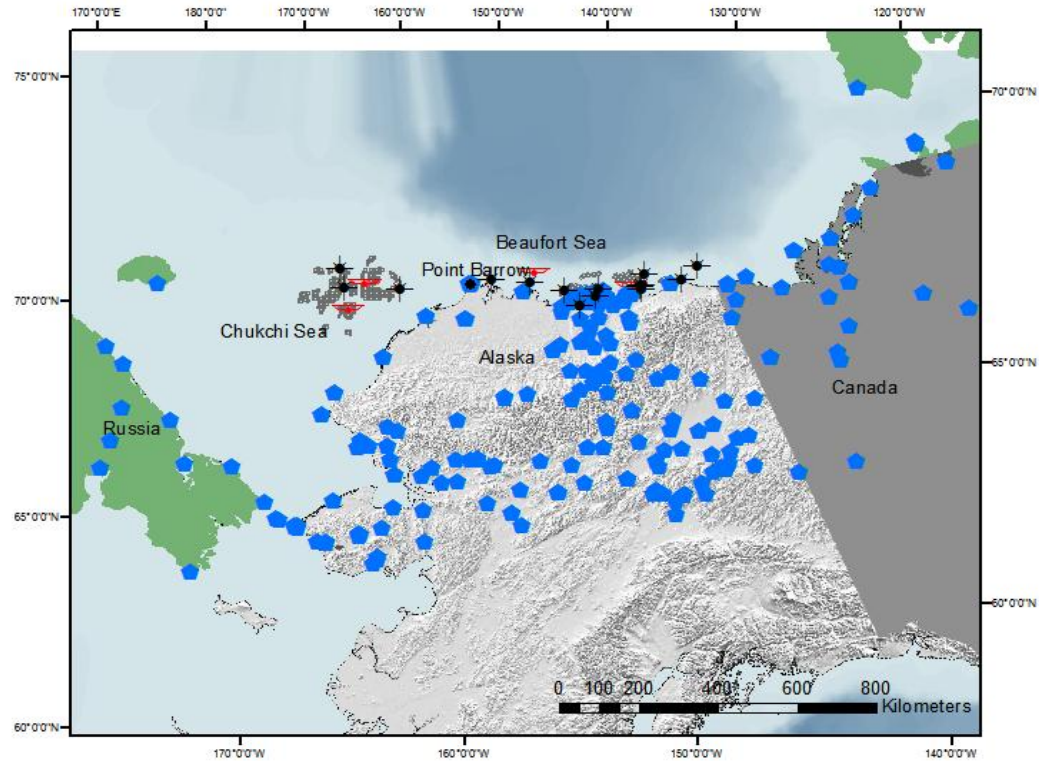 170°0'0"E 180°0'0 170°0'0"W 160°0'0"W 150°0'0"W 140°0'0"W 130°0'0"W 120°0'0"W
75°0'0"N
70°0'0"N
Beaufort Sea
Point Barrow
70°0'0"N
Chukchi Sea
Alaska
65°0'0"N
Canada
Russia
65°0'0"N
60°0'0"N
0 100 200 400 600 800
Kilometers
60°0'0"N
170°0'0"W 160°0'0"W 150°0'0"W 140°0'0"W